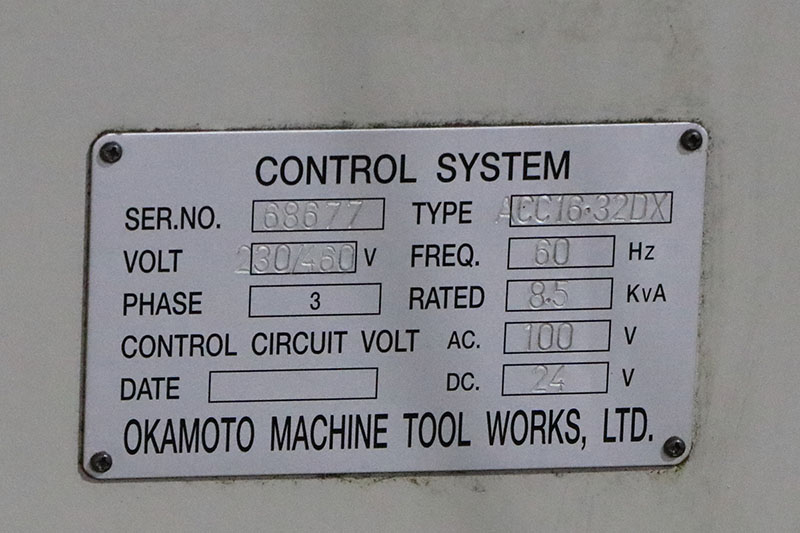 CONTROL SYSTEM
SER.NO. 68677 TYPE ACC16·32DX
VOLT 230/460 V FREQ. 60 Hz
PHASE 3 RATED 8.5 KvA
CONTROL CIRCUIT VOLT AC. 100 V
DATE DC. 24 V
OKAMOTO MACHINE TOOL WORKS, LTD.